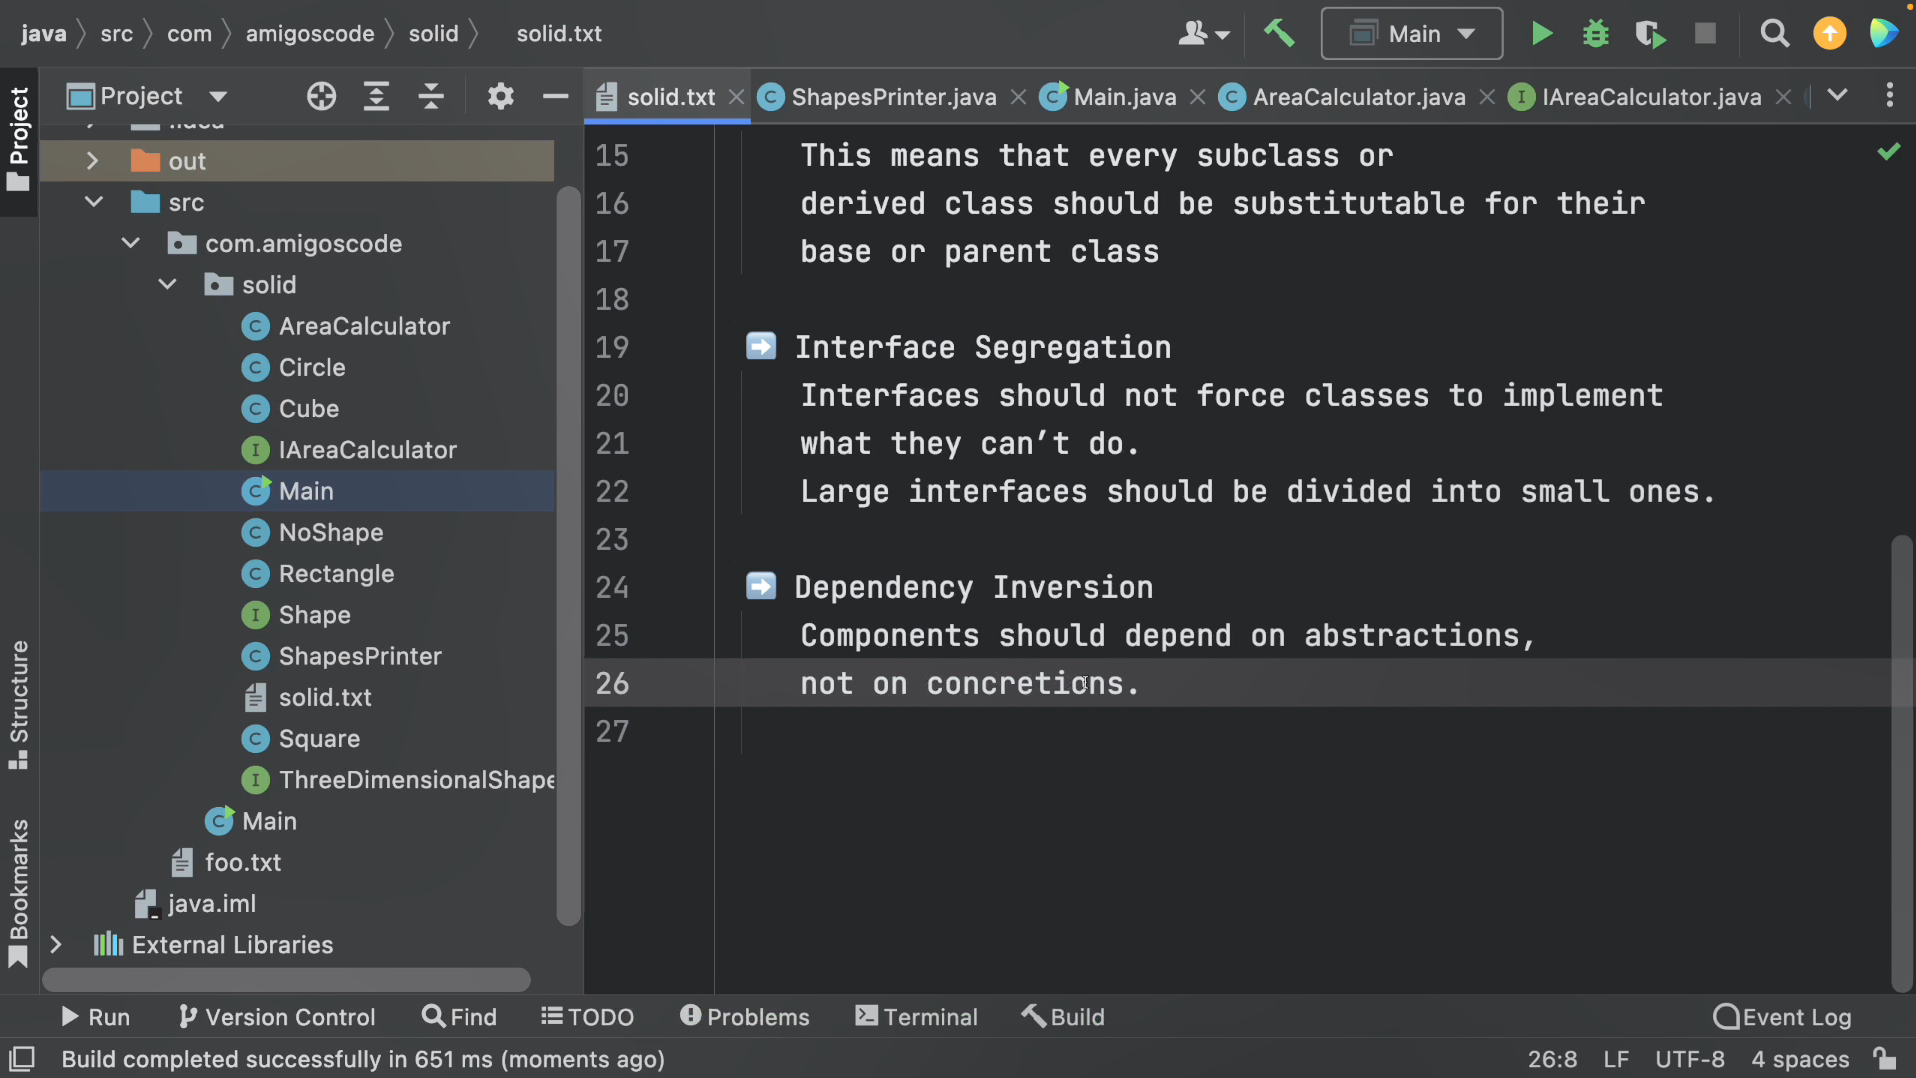 java src com amigoscode solid solid.txt
Main
Project
Project
solid.txt
ShapesPrinter.java
Main.java
AreaCalculator.java
IAreaCalculator.java
out
src
com.amigoscode
solid
AreaCalculator
Circle
Cube
IAreaCalculator
Main
NoShape
Rectangle
Shape
ShapesPrinter
solid.txt
Square
ThreeDimensionalShape
Main
foo.txt
java.iml
External Libraries
Structure
Bookmarks
15 This means that every subclass or
16 derived class should be substitutable for their
17 base or parent class
18
19 ➡ Interface Segregation
20 Interfaces should not force classes to implement
21 what they can’t do.
22 Large interfaces should be divided into small ones.
23
24 ➡ Dependency Inversion
25 Components should depend on abstractions,
26 not on concretions.
27
Run Version Control Find TODO Problems Terminal Build Event Log
Build completed successfully in 651 ms (moments ago) 26:8 LF UTF-8 4 spaces